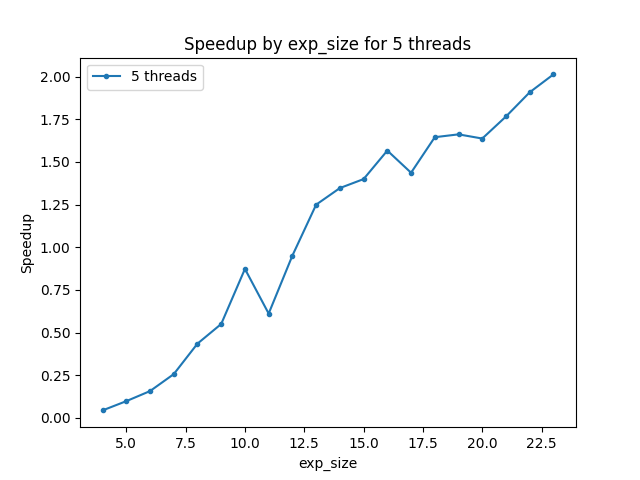 Speedup by exp_size for 5 threads
5 threads
2.00
1.75
1.50
1.25
1.00
0.75
0.50
0.25
0.00
Speedup
5.0 7.5 10.0 12.5 15.0 17.5 20.0 22.5
exp_size